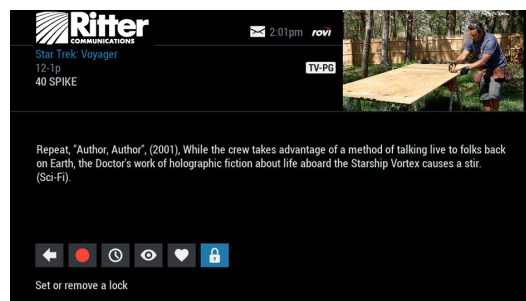 Ritter
COMMUNICATIONS
2:01pm rovi
Star Trek: Voyager
12-1p
TV-PG
40 SPIKE
Repeat, "Author, Author", (2001), While the crew takes advantage of a method of talking live to folks back
on Earth, the Doctor's work of holographic fiction about life aboard the Starship Vortex causes a stir.
(Sci-Fi).
Set or remove a lock